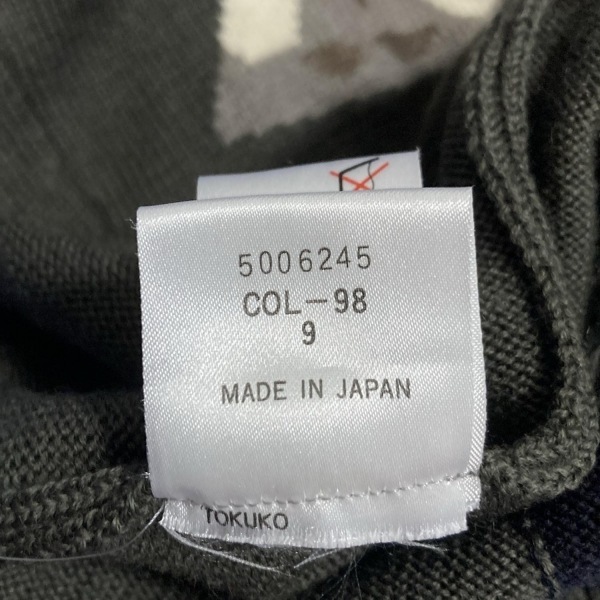 5006245
COL-98
9
MADE IN JAPAN
TOKUKO